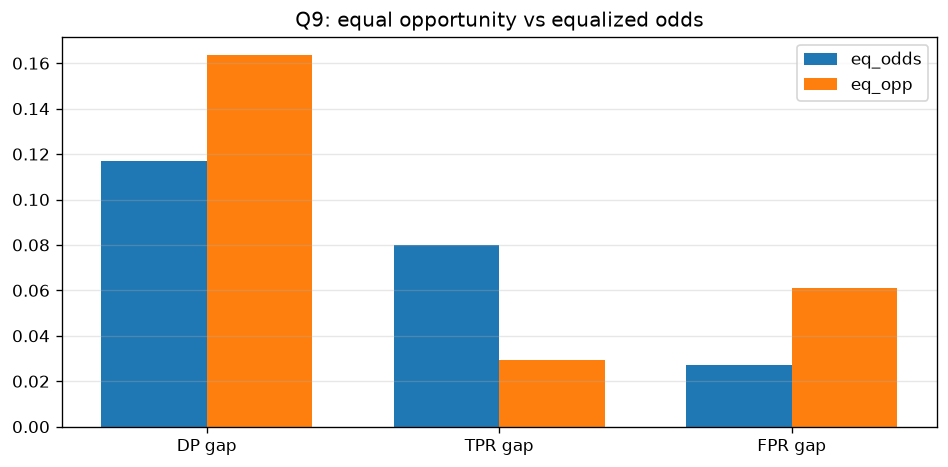 Q9: equal opportunity vs equalized odds
eq_odds
eq_opp
0.16
0.14
0.12
0.10
0.08
0.06
0.04
0.02
0.00
DP gap
TPR gap
FPR gap